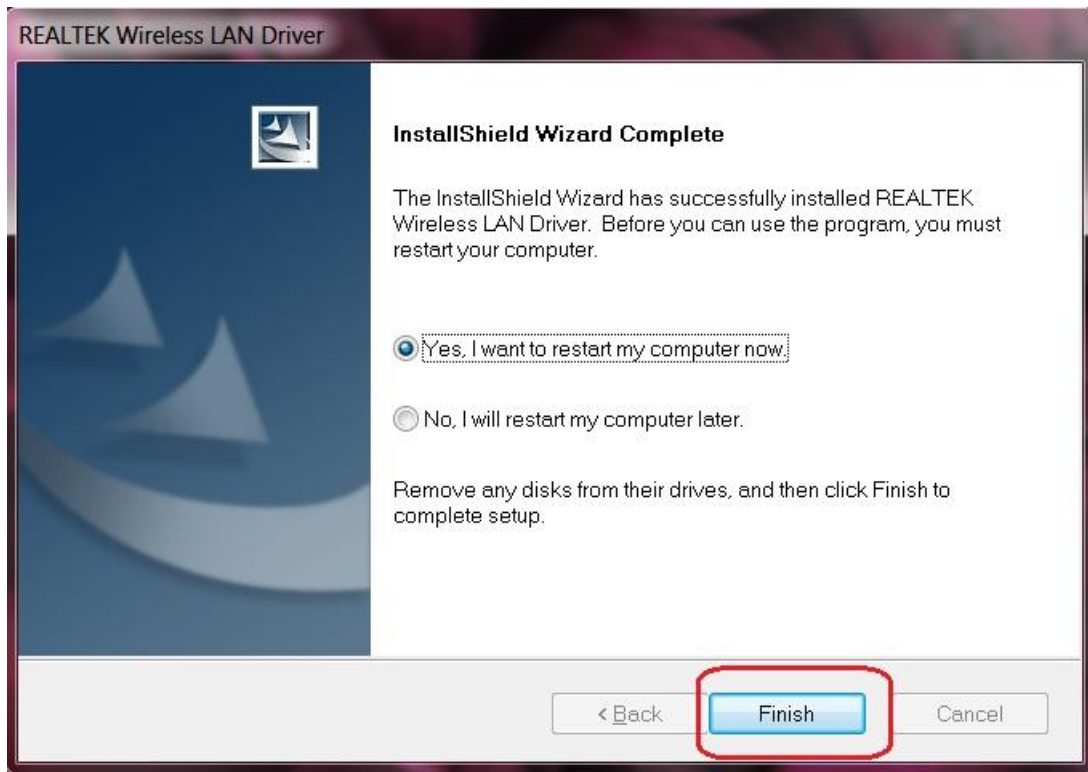 REALTEK Wireless LAN Driver
InstallShield Wizard Complete
The InstallShield Wizard has successfully installed REALTEK
Wireless LAN Driver.  Before you can use the program, you must
restart your computer.
Yes, I want to restart my computer now.
No, I will restart my computer later.
Remove any disks from their drives, and then click Finish to
complete setup.
< Back
Finish
Cancel